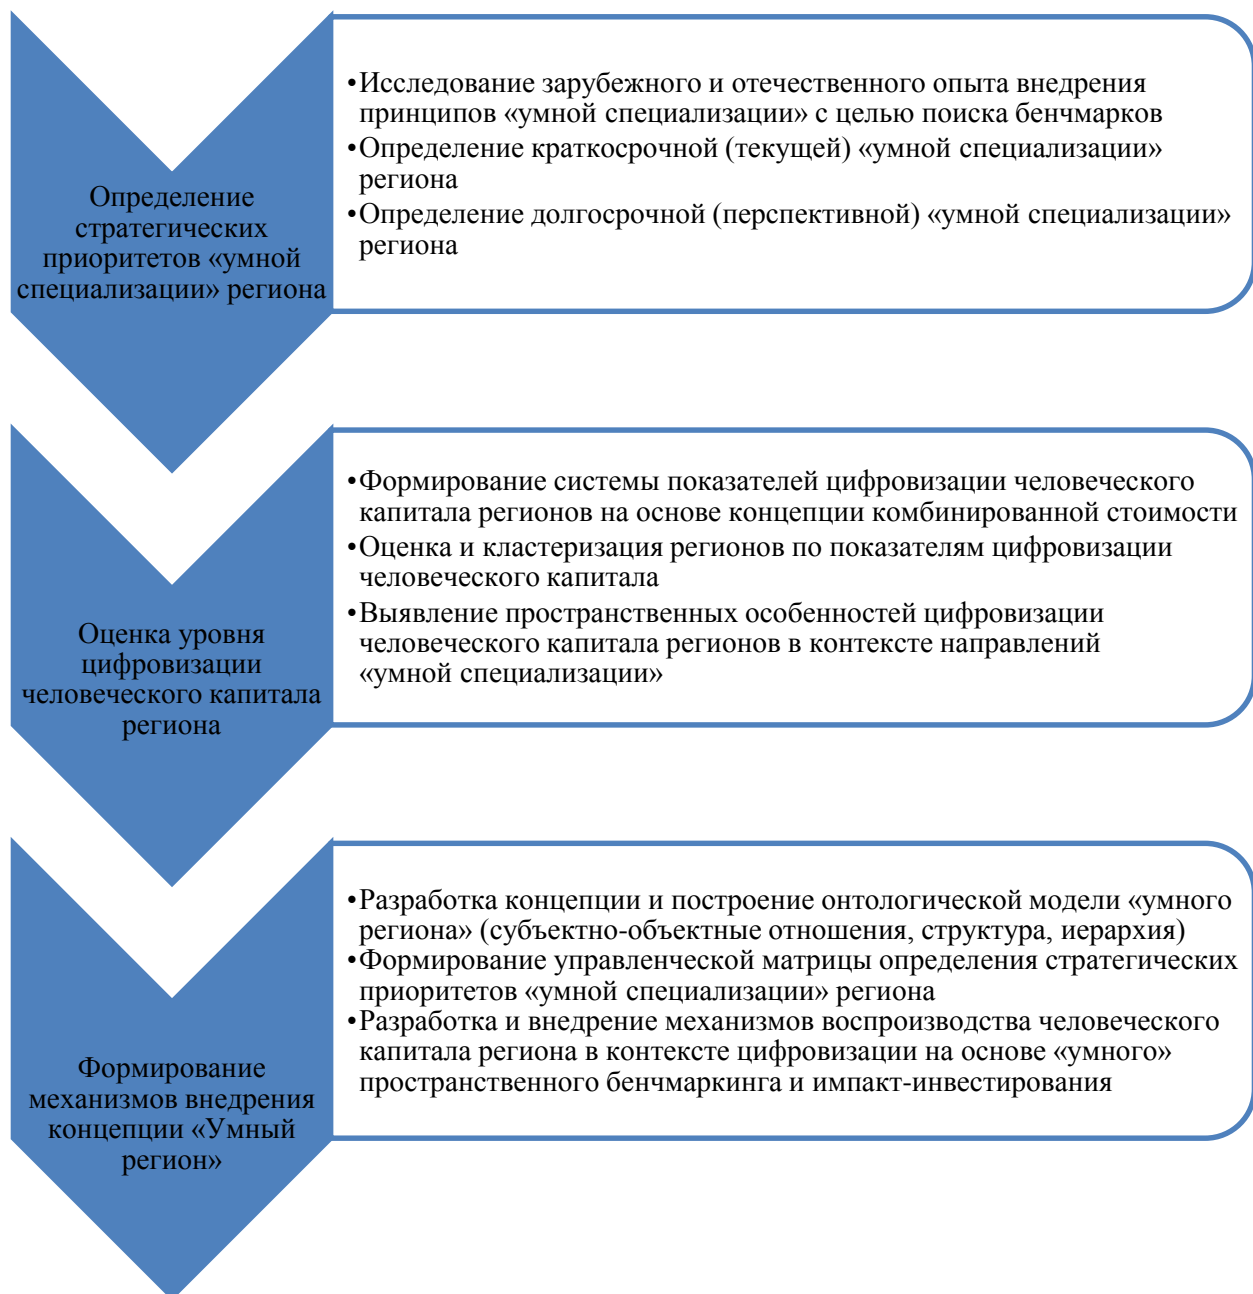 Определение
стратегических
приоритетов «умной
специализации» региона
•Исследование зарубежного и отечественного опыта внедрения
принципов «умной специализации» с целью поиска бенчмарков
•Определение краткосрочной (текущей) «умной специализации»
региона
•Определение долгосрочной (перспективной) «умной специализации»
региона
Оценка уровня
цифровизации
человеческого капитала
региона
•Формирование системы показателей цифровизации человеческого
капитала регионов на основе концепции комбинированной стоимости
•Оценка и кластеризация регионов по показателям цифровизации
человеческого капитала
•Выявление пространственных особенностей цифровизации
человеческого капитала регионов в контексте направлений
«умной специализации»
Формирование
механизмов внедрения
концепции «Умный
регион»
•Разработка концепции и построение онтологической модели «умного
региона» (субъектно-объектные отношения, структура, иерархия)
•Формирование управленческой матрицы определения стратегических
приоритетов «умной специализации» региона
•Разработка и внедрение механизмов воспроизводства человеческого
капитала региона в контексте цифровизации на основе «умного»
пространственного бенчмаркинга и импакт-инвестирования